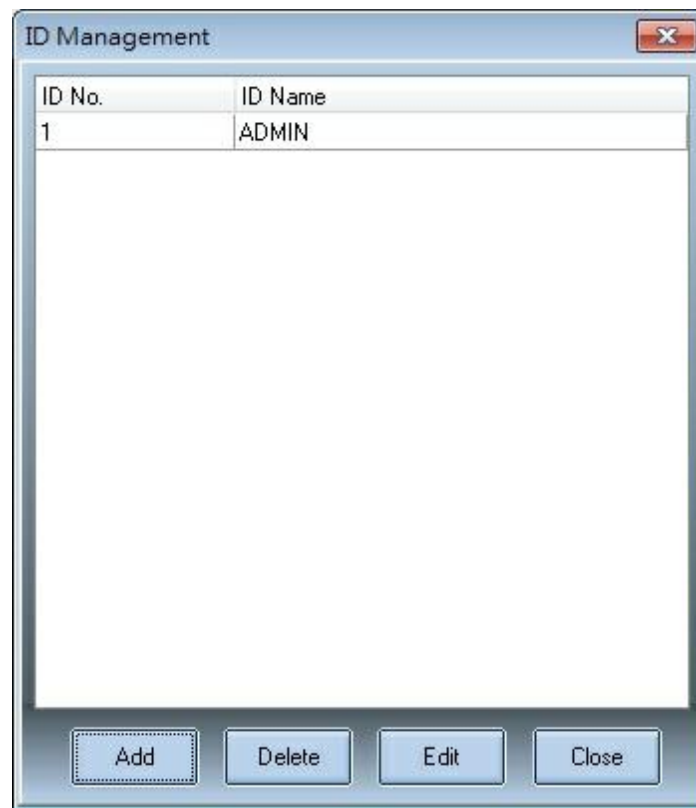 ID Management
ID No. ID Name
1 ADMIN
Add Delete Edit Close